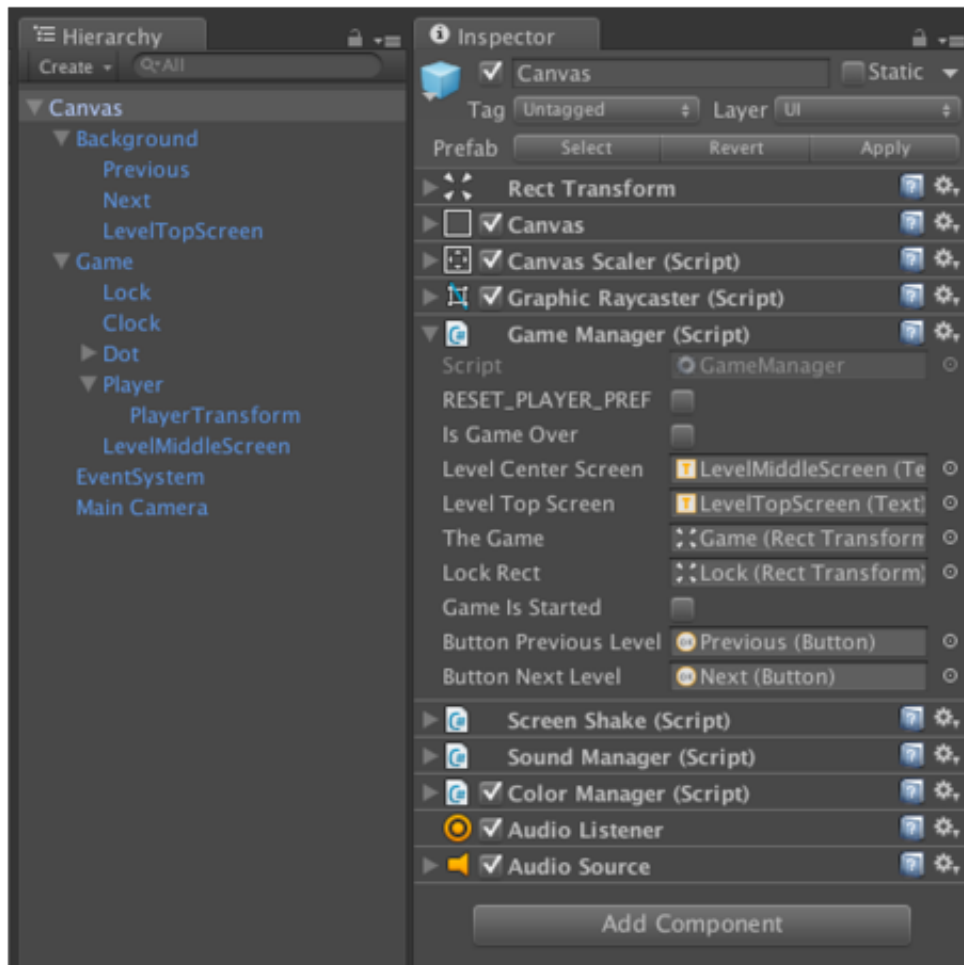 Hierarchy
Create
All
Canvas
Background
Previous
Next
LevelTopScreen
Game
Lock
Clock
Dot
Player
PlayerTransform
LevelMiddleScreen
EventSystem
Main Camera
Inspector
Canvas Static
Tag Untagged Layer UI
Prefab Select Revert Apply
Rect Transform
Canvas
Canvas Scaler (Script)
Graphic Raycaster (Script)
Game Manager (Script)
Script GameManager
RESET_PLAYER_PREF
Is Game Over
Level Center Screen LevelMiddleScreen (Te
Level Top Screen LevelTopScreen (Text)
The Game Game (Rect Transform
Lock Rect Lock (Rect Transform)
Game Is Started
Button Previous Level Previous (Button)
Button Next Level Next (Button)
Screen Shake (Script)
Sound Manager (Script)
Color Manager (Script)
Audio Listener
Audio Source
Add Component